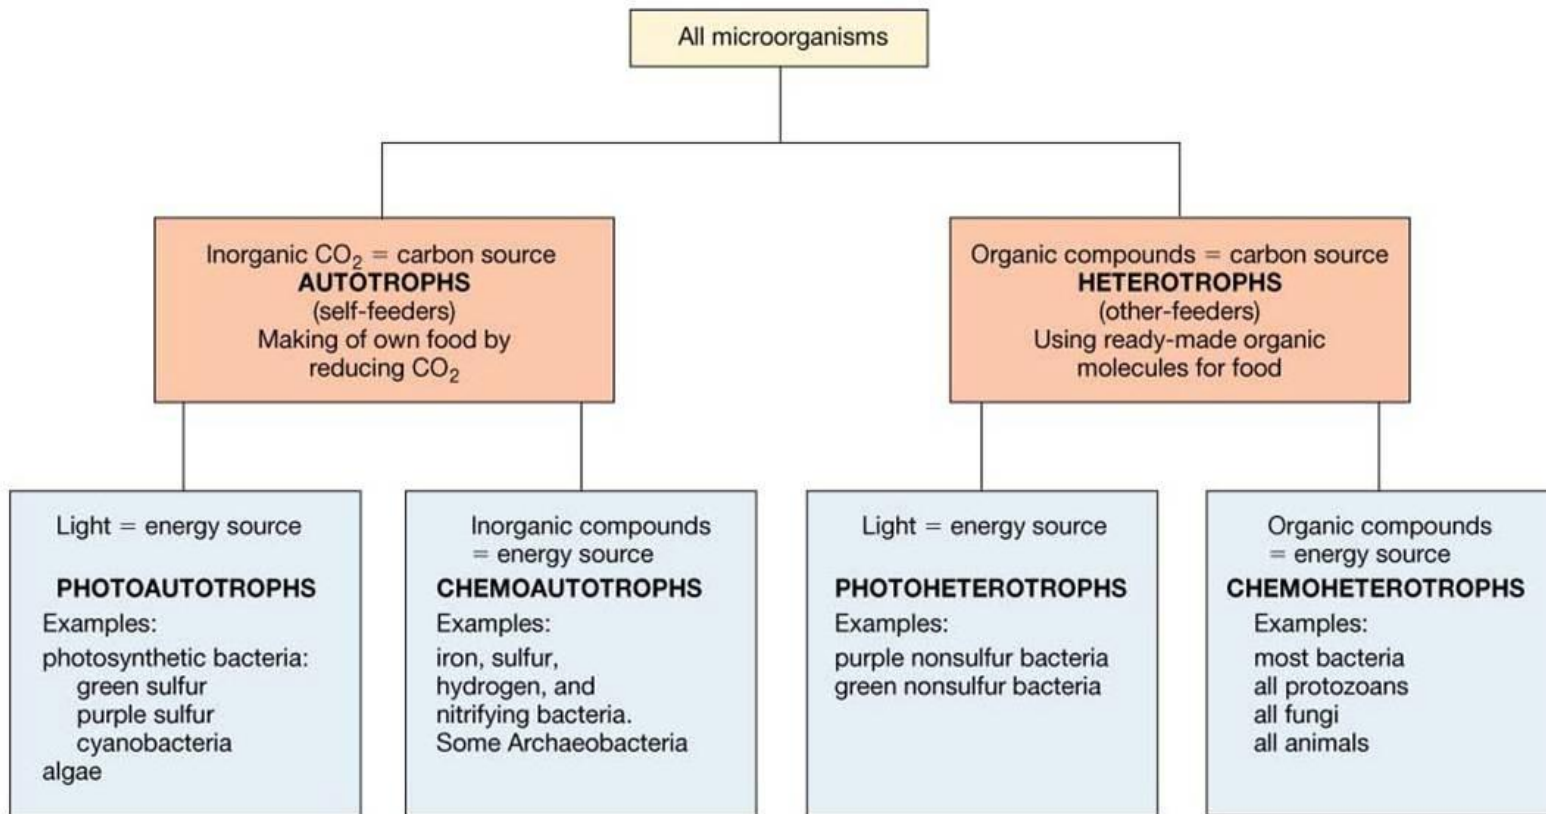 All microorganisms
Inorganic CO₂ = carbon source
AUTOTROPHS
(self-feeders)
Making of own food by
reducing CO₂
Organic compounds = carbon source
HETEROTROPHS
(other-feeders)
Using ready-made organic
molecules for food
Light = energy source
PHOTOAUTOTROPHS
Examples:
photosynthetic bacteria:
green sulfur
purple sulfur
cyanobacteria
algae
Inorganic compounds
= energy source
CHEMOAUTOTROPHS
Examples:
iron, sulfur,
hydrogen, and
nitrifying bacteria.
Some Archaeobacteria
Light = energy source
PHOTOHETEROTROPHS
Examples:
purple nonsulfur bacteria
green nonsulfur bacteria
Organic compounds
= energy source
CHEMOHETEROTROPHS
Examples:
most bacteria
all protozoans
all fungi
all animals